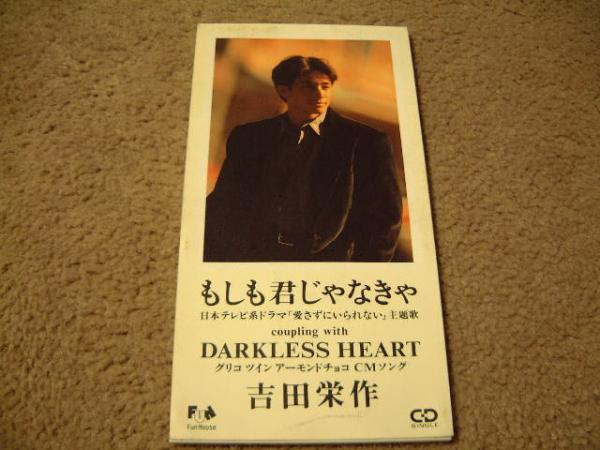 もしも君じゃなきゃ
日本テレビ系ドラマ「愛さずにいられない」主題歌
coupling with
DARKLESS HEART
グリコ ツイン アーモンドチョコ CMソング
吉田栄作
FUN
Fun House
CD
SINGLE